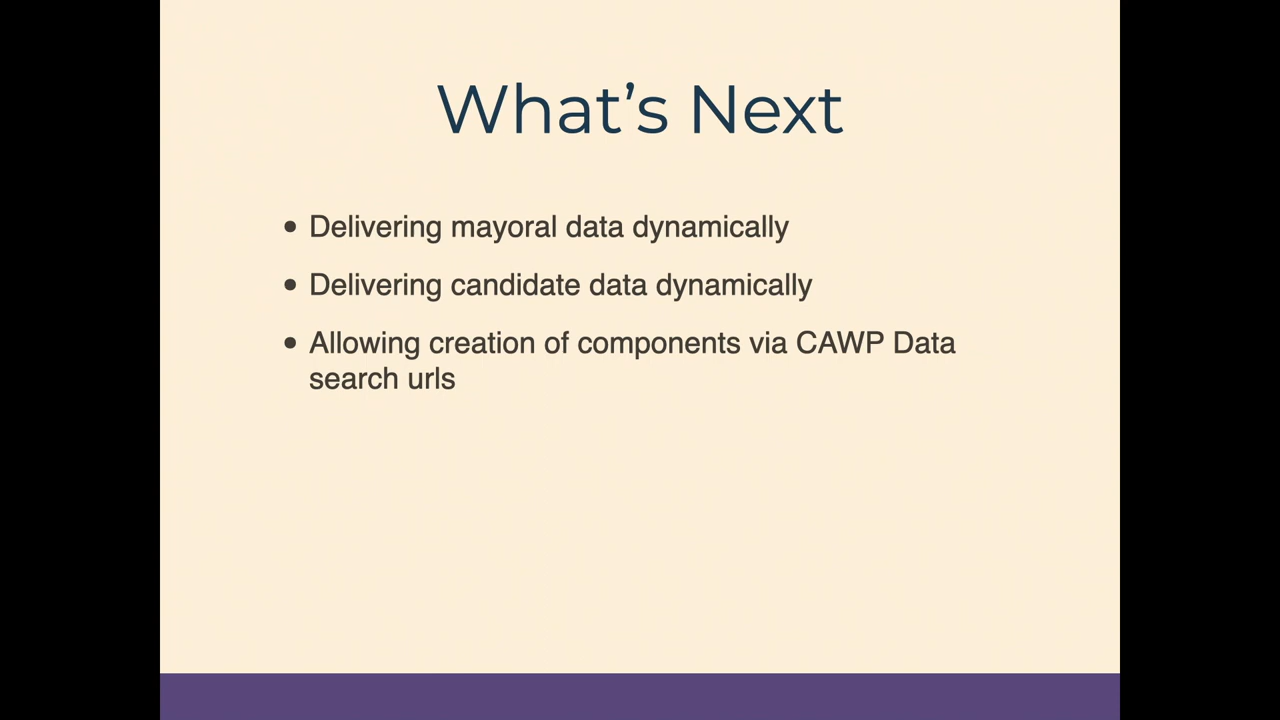 What’s Next
• Delivering mayoral data dynamically
• Delivering candidate data dynamically
• Allowing creation of components via CAWP Data
search urls